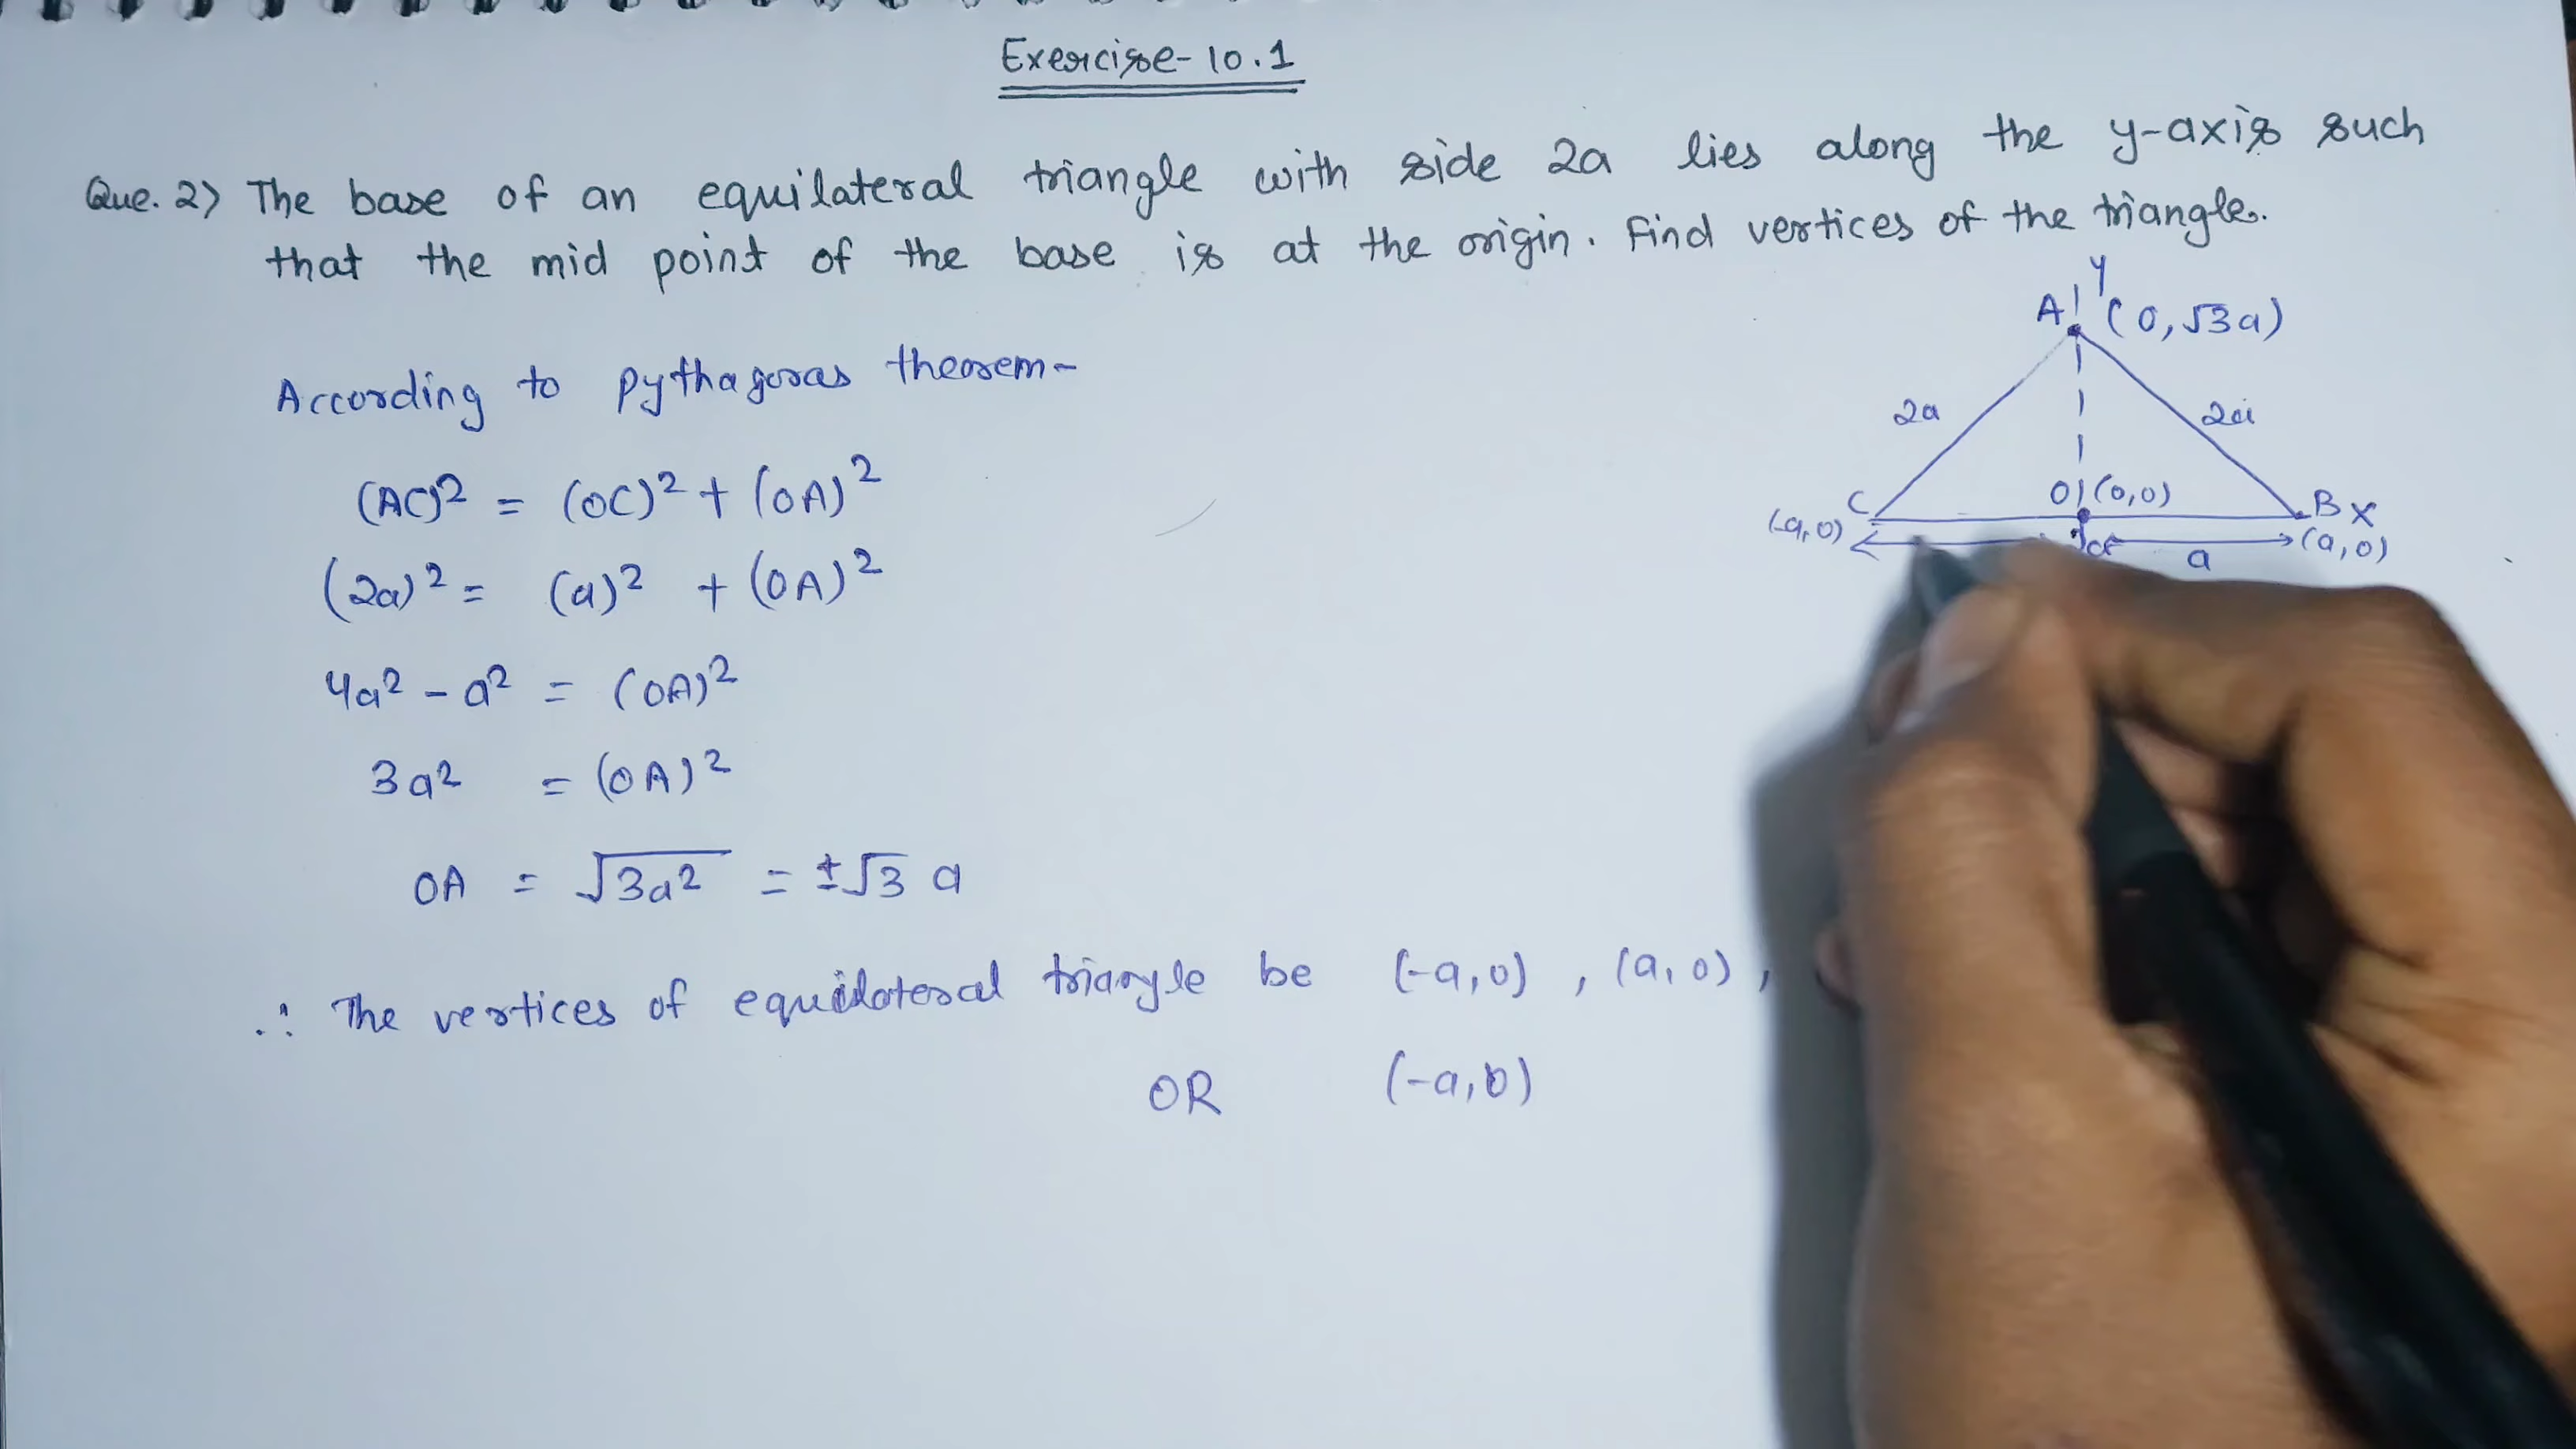 Exercise-10.1
Que. 2) The base of an equilateral triangle with side 2a lies along the y-axis such
that the mid point of the base is at the origin. Find vertices of the triangle.
Y
A (0, √3a)
2a 2a
C O (0,0) B X
(-a,0) a (a,0)
According to pythagoras theorem-
(AC)² = (OC)² + (OA)²
(2a)² = (a)² + (OA)²
4a² - a² = (OA)²
3a² = (OA)²
OA = √3a² = ±√3 a
∴ The vertices of equilateral triangle be (-a,0) , (a,0) ,
OR (-a,0)